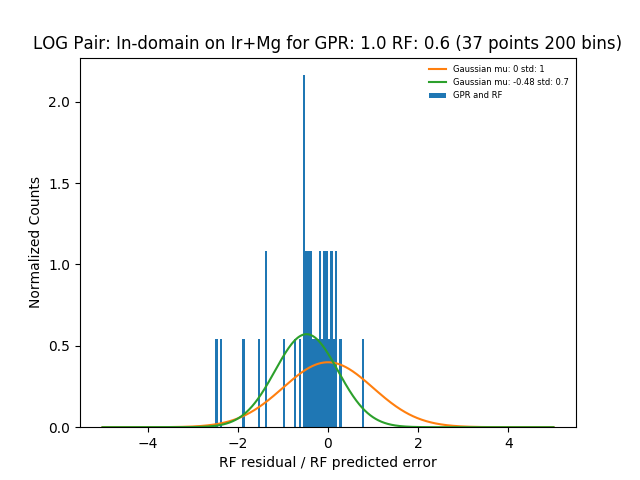 LOG Pair: In-domain on Ir+Mg for GPR: 1.0 RF: 0.6 (37 points 200 bins)
Gaussian mu: 0 std: 1
Gaussian mu: -0.48 std: 0.7
GPR and RF
Normalized Counts
2.0
1.5
1.0
0.5
0.0
−4 −2 0 2 4
RF residual / RF predicted error